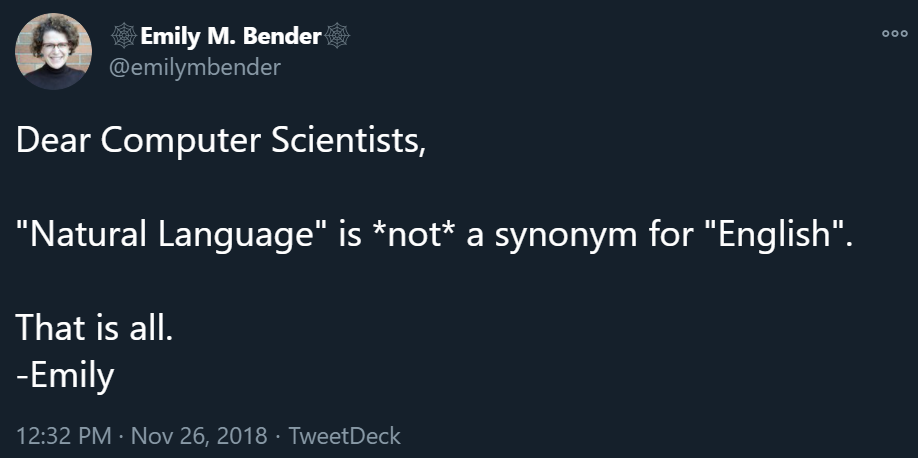 🕸Emily M. Bender🕸
@emilymbender
Dear Computer Scientists,
"Natural Language" is *not* a synonym for "English".
That is all.
-Emily
12:32 PM · Nov 26, 2018 · TweetDeck